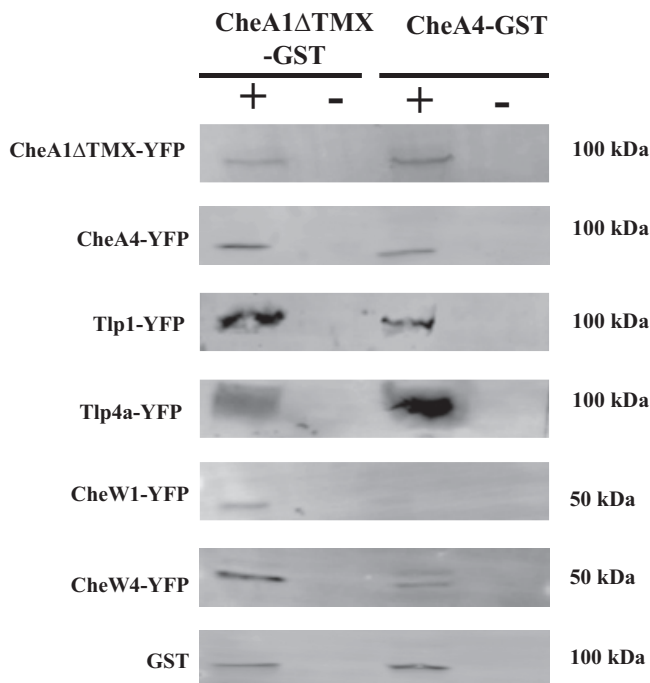 CheA1ΔTMX
-GST
CheA4-GST
+ - + -
CheA1ΔTMX-YFP 100 kDa
CheA4-YFP 100 kDa
Tlp1-YFP 100 kDa
Tlp4a-YFP 100 kDa
CheW1-YFP 50 kDa
CheW4-YFP 50 kDa
GST 100 kDa